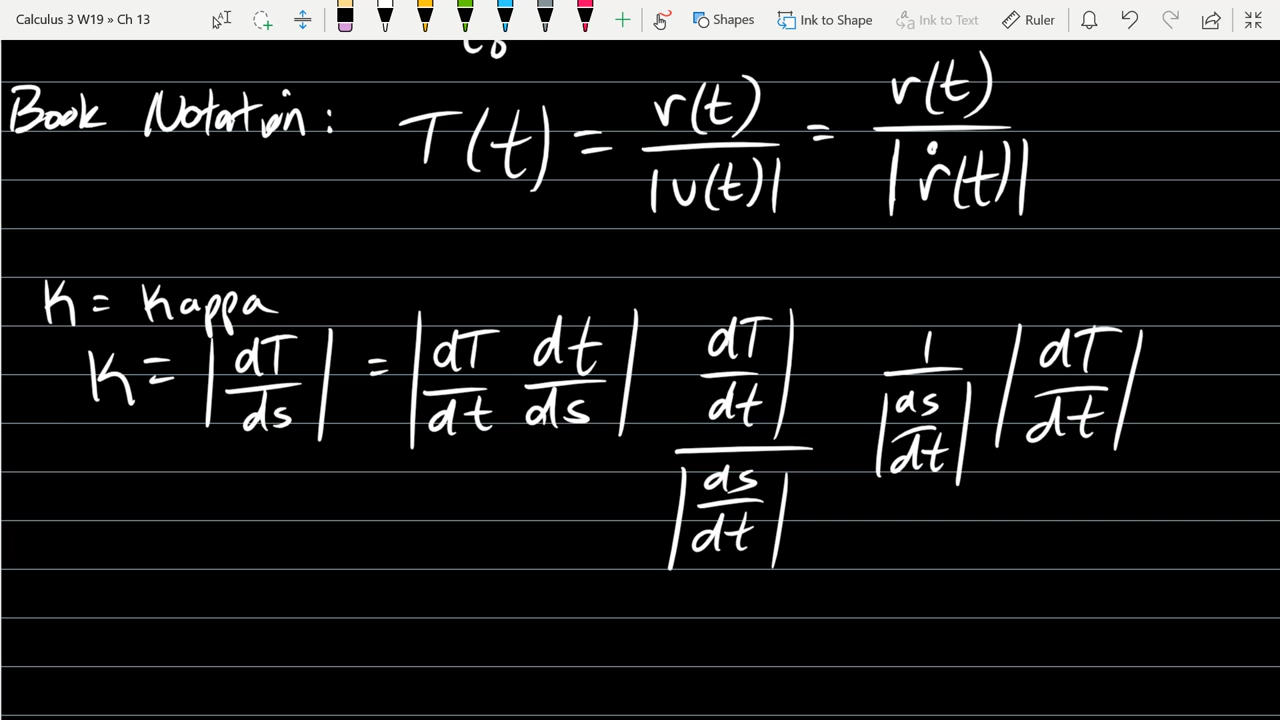 Calculus 3 W19 » Ch 13 Shapes Ink to Shape Ink to Text Ruler
Book Notation: T(t) = r(t) / |v(t)| = r(t) / |ṙ(t)|
K = Kappa
K = |dT/ds| = |dT/dt dt/ds| dT/dt| / |ds/dt| 1/|ds/dt| |dT/dt|